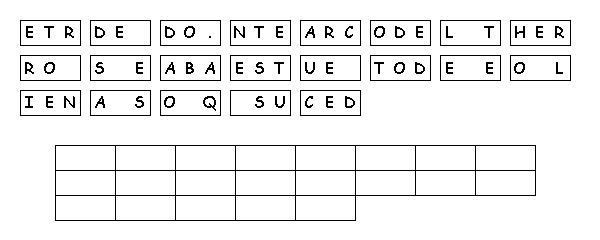 ETR DE DO. NTE ARC ODE L T HER
RO S E ABA EST UE TOD E E O L
IEN A S O Q SU CED